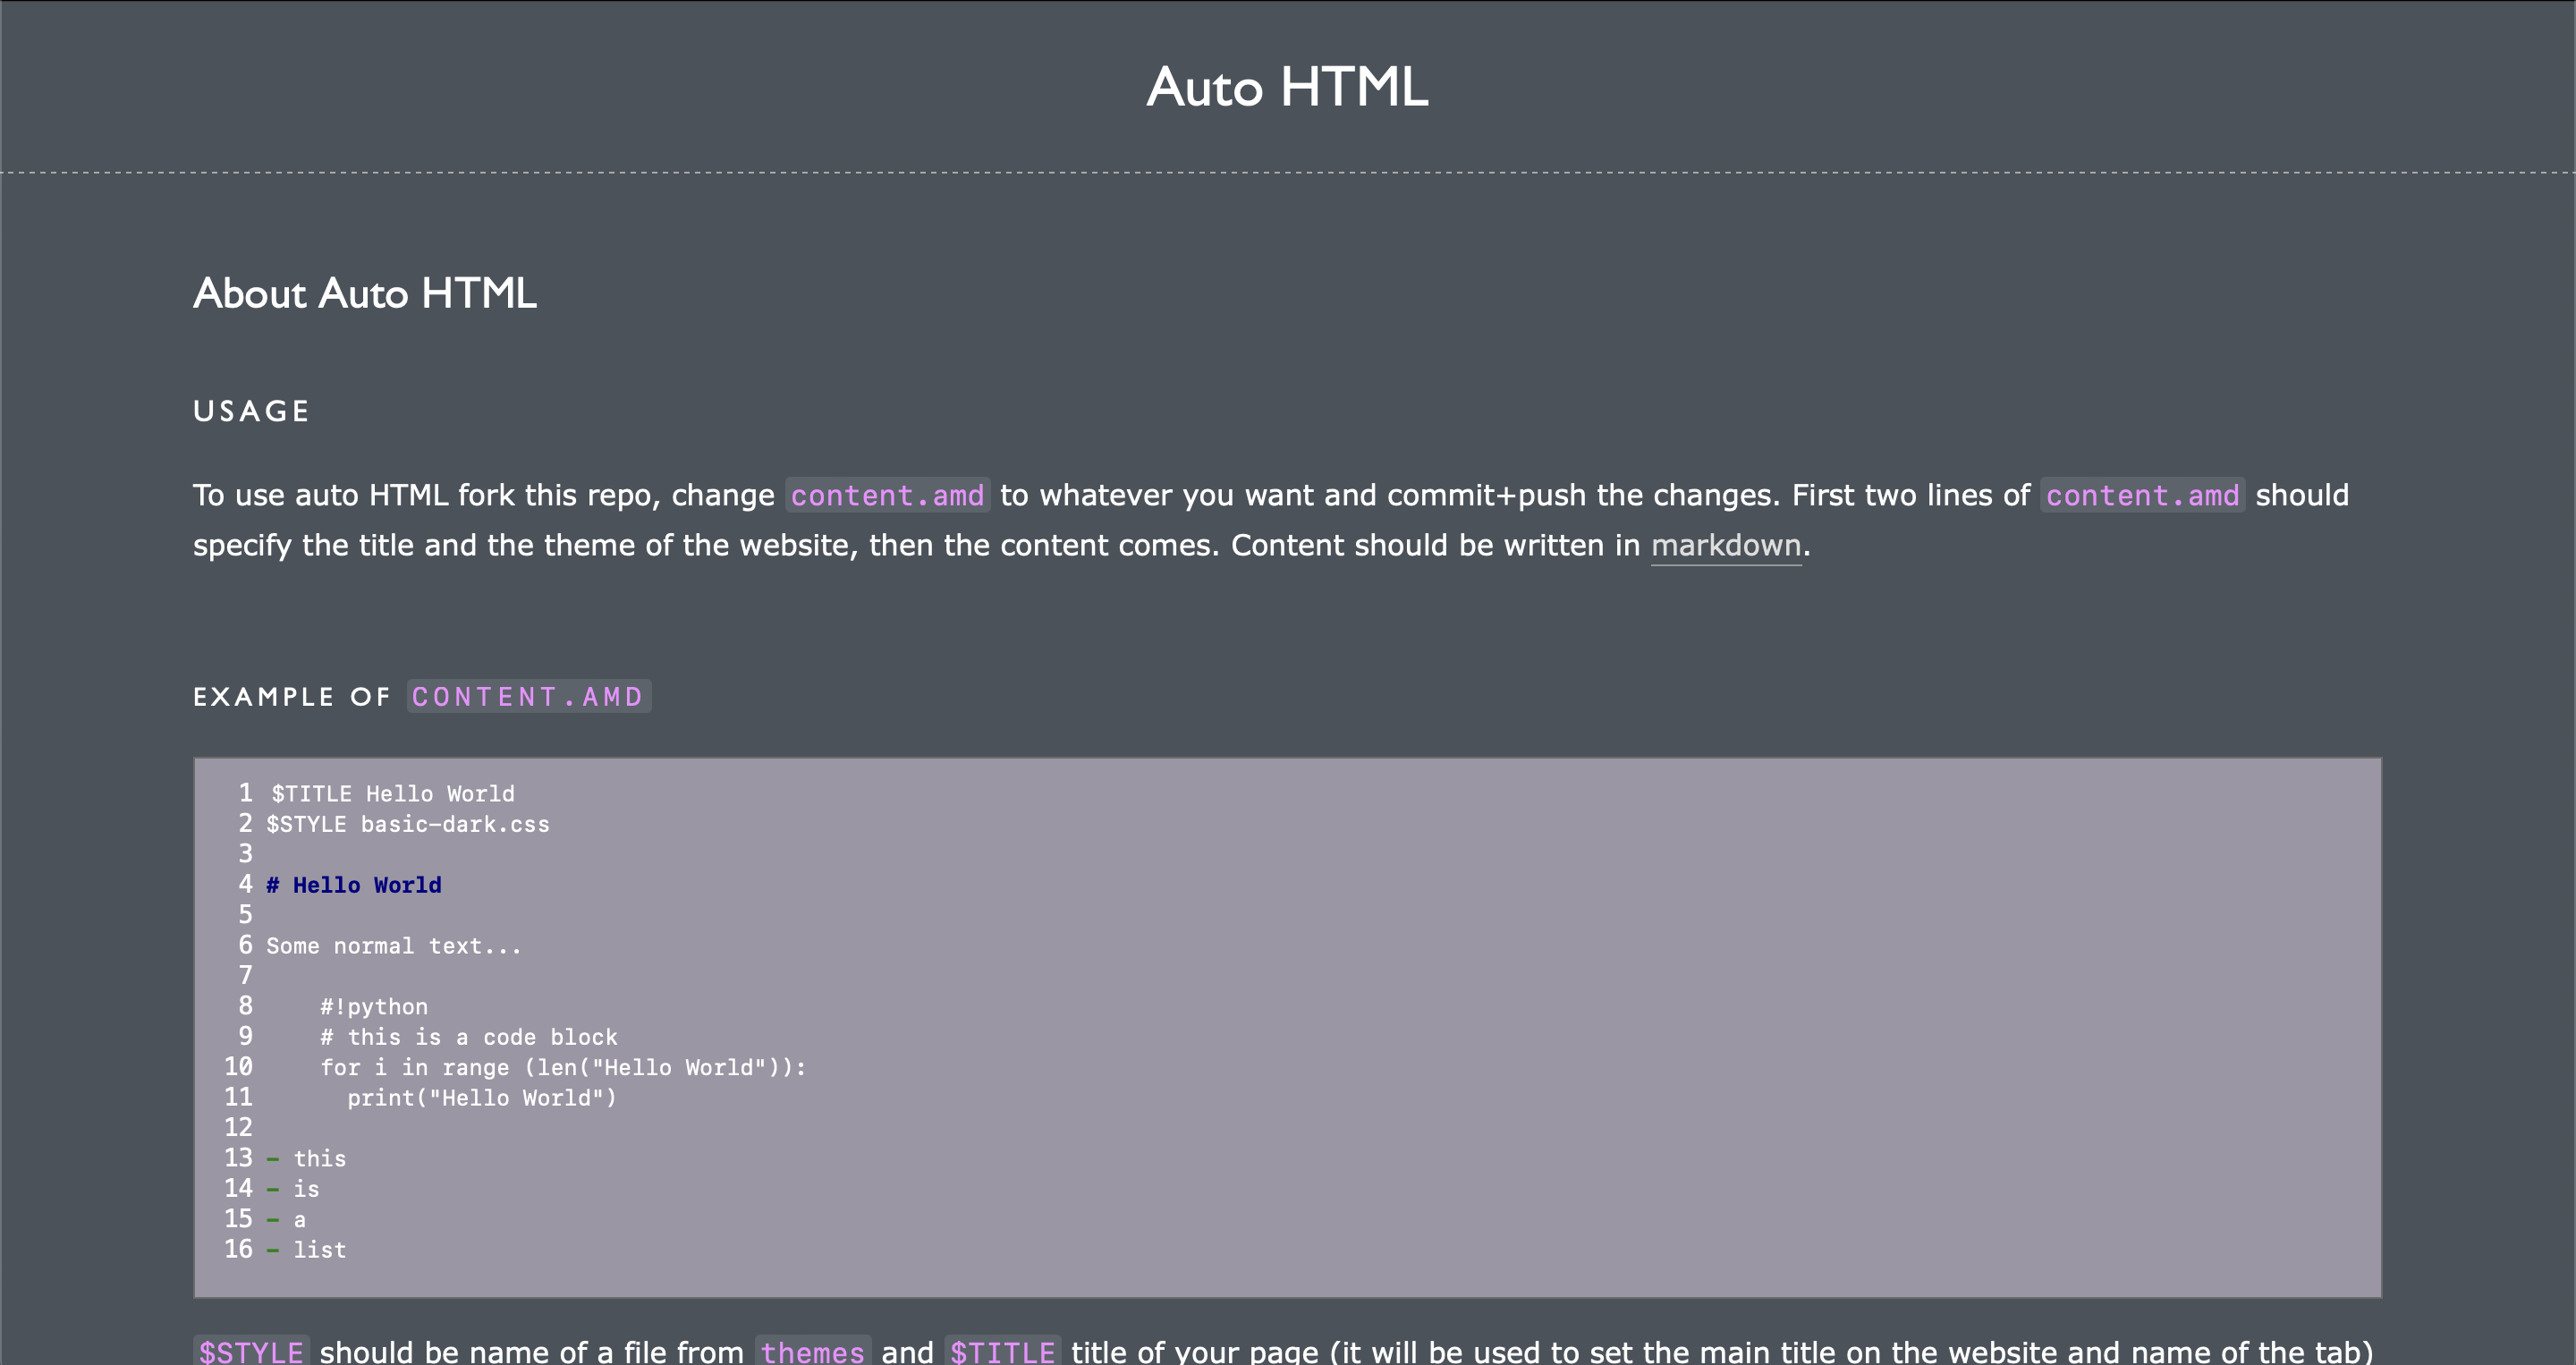 Auto HTML
About Auto HTML
USAGE
To use auto HTML fork this repo, change content.amd to whatever you want and commit+push the changes. First two lines of content.amd should
specify the title and the theme of the website, then the content comes. Content should be written in markdown.
EXAMPLE OF CONTENT.AMD
1 $TITLE Hello World
2 $STYLE basic-dark.css
3
4 # Hello World
5
6 Some normal text...
7
8     #!python
9     # this is a code block
10     for i in range (len("Hello World")):
11       print("Hello World")
12
13 - this
14 - is
15 - a
16 - list
$STYLE should be name of a file from themes and $TITLE title of your page (it will be used to set the main title on the website and name of the tab)